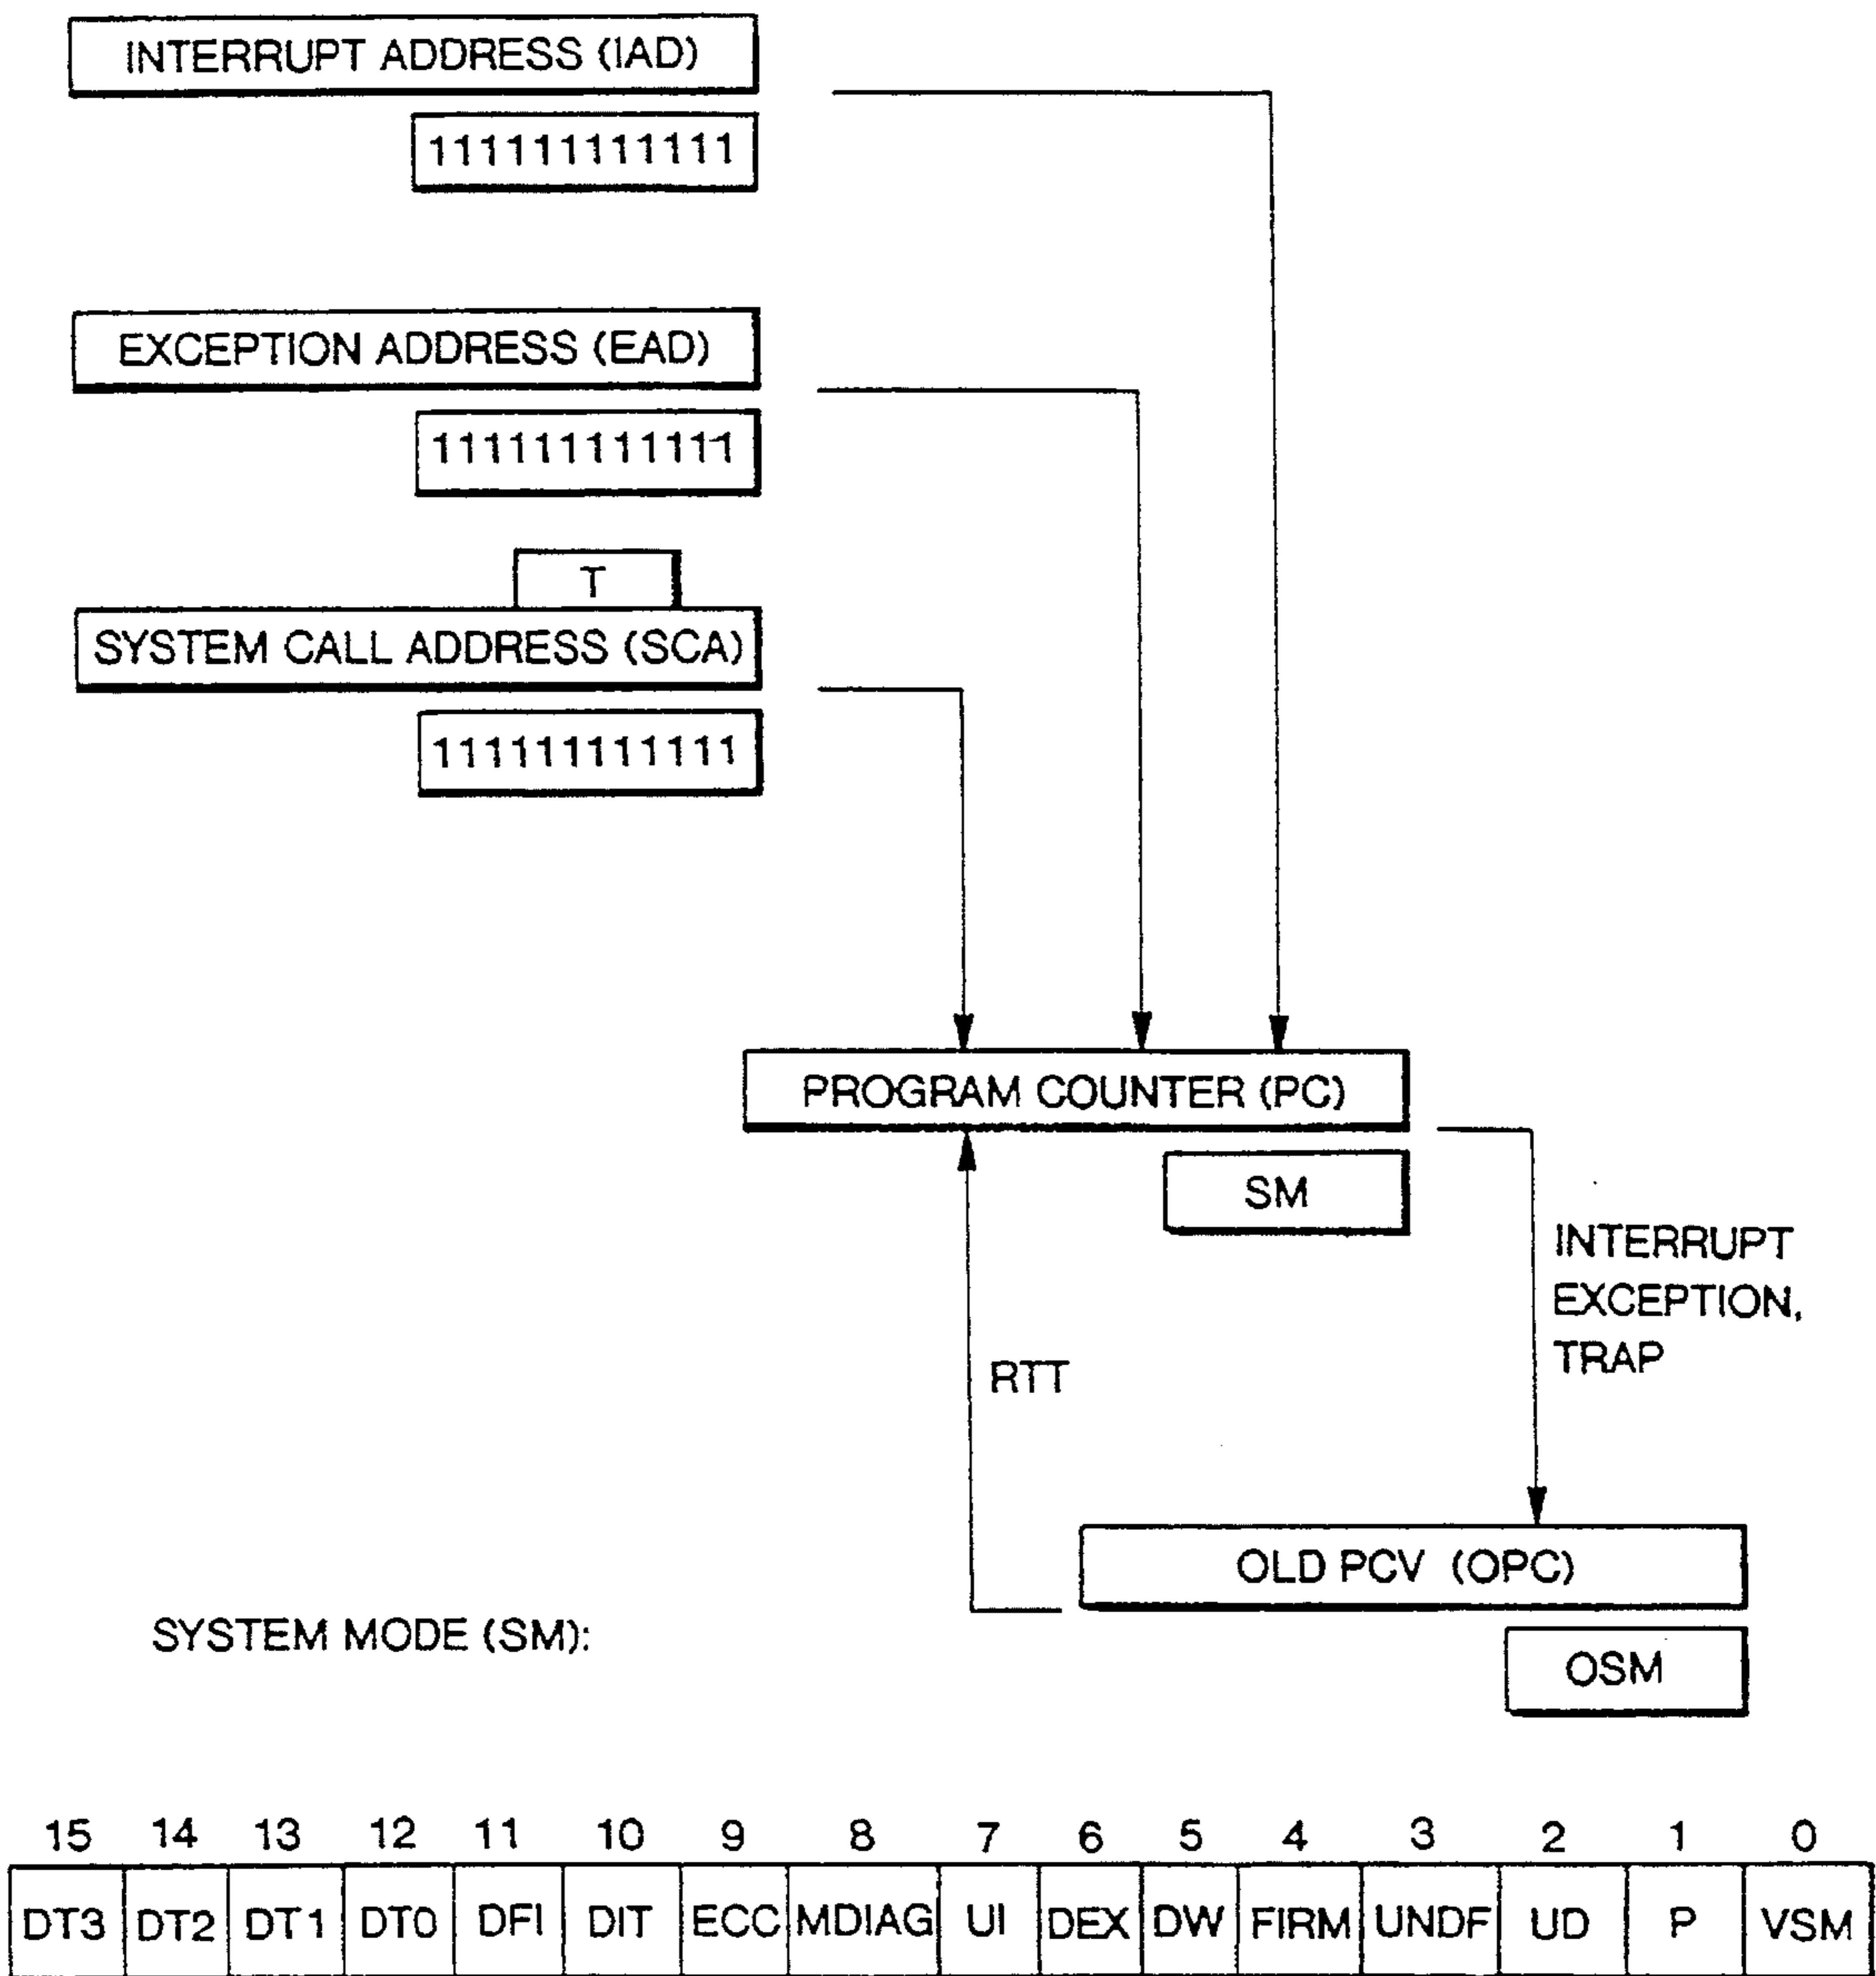 INTERRUPT ADDRESS (IAD)
111111111111
EXCEPTION ADDRESS (EAD)
111111111111
T
SYSTEM CALL ADDRESS (SCA)
111111111111
PROGRAM COUNTER (PC)
SM
INTERRUPT
EXCEPTION,
TRAP
RTT
OLD PCV (OPC)
OSM
SYSTEM MODE (SM):
15 14 13 12 11 10 9 8 7 6 5 4 3 2 1 0
DT3 DT2 DT1 DT0 DFI DIT ECC MDIAG UI DEX DW FIRM UNDF UD P VSM